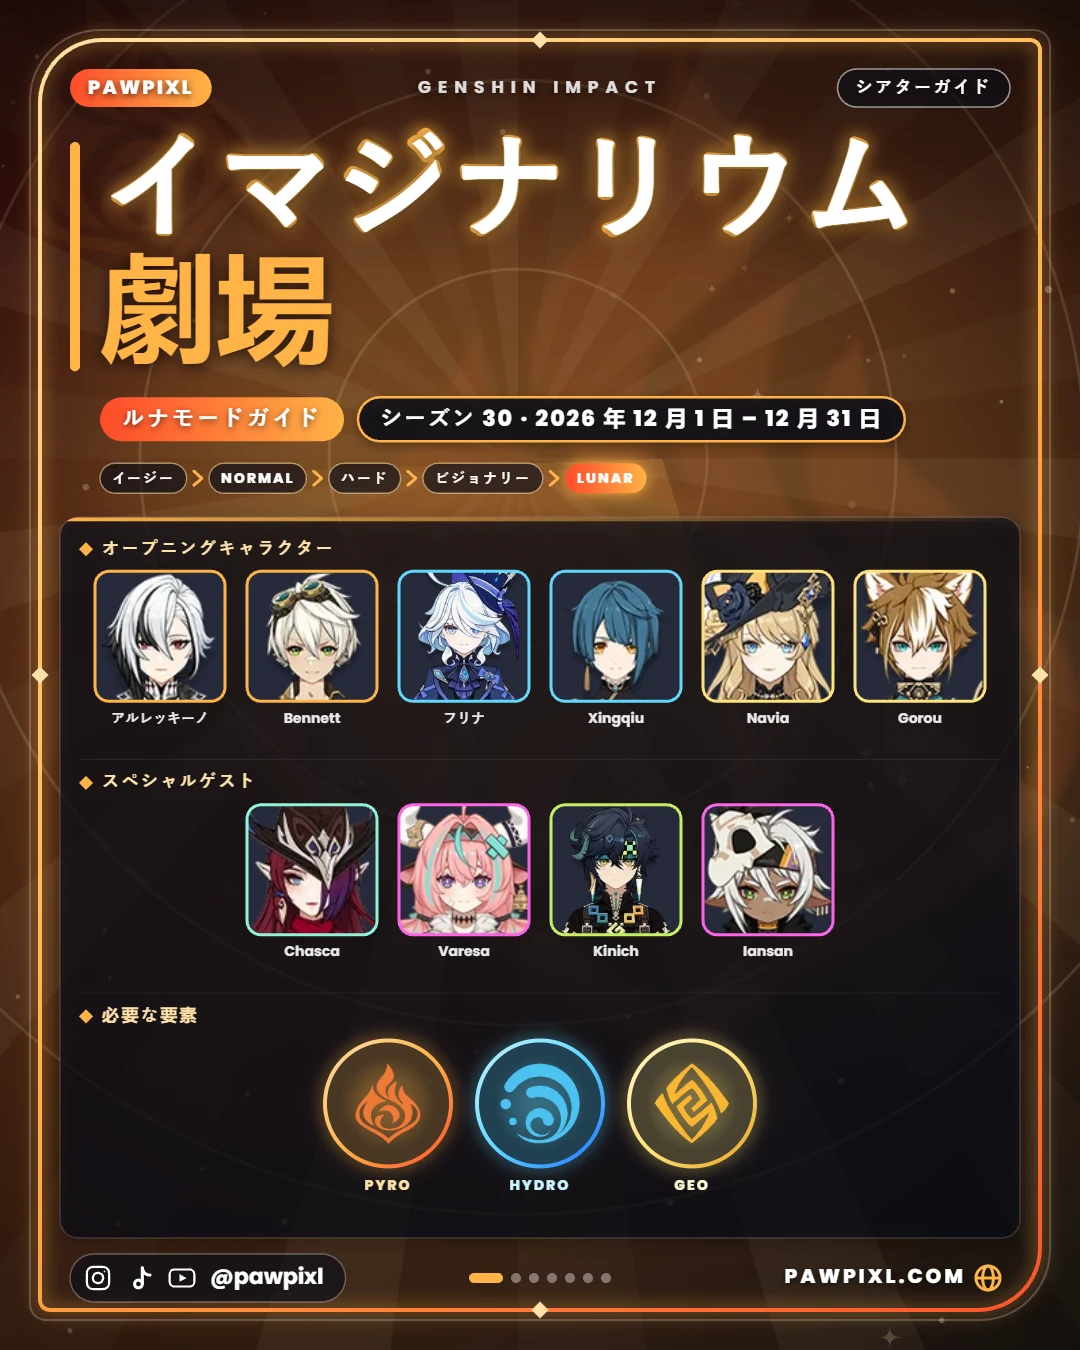 PAWPIXL
GENSHIN IMPACT
シアターガイド
イマジナリウム
劇場
ルナモードガイド
シーズン 30 · 2026 年 12 月 1 日 – 12 月 31 日
イージー
NORMAL
ハード
ビジョナリー
LUNAR
オープニングキャラクター
アルレッキーノ
Bennett
フリナ
Xingqiu
Navia
Gorou
スペシャルゲスト
Chasca
Varesa
Kinich
Iansan
必要な要素
PYRO
HYDRO
GEO
@pawpixl
PAWPIXL.COM